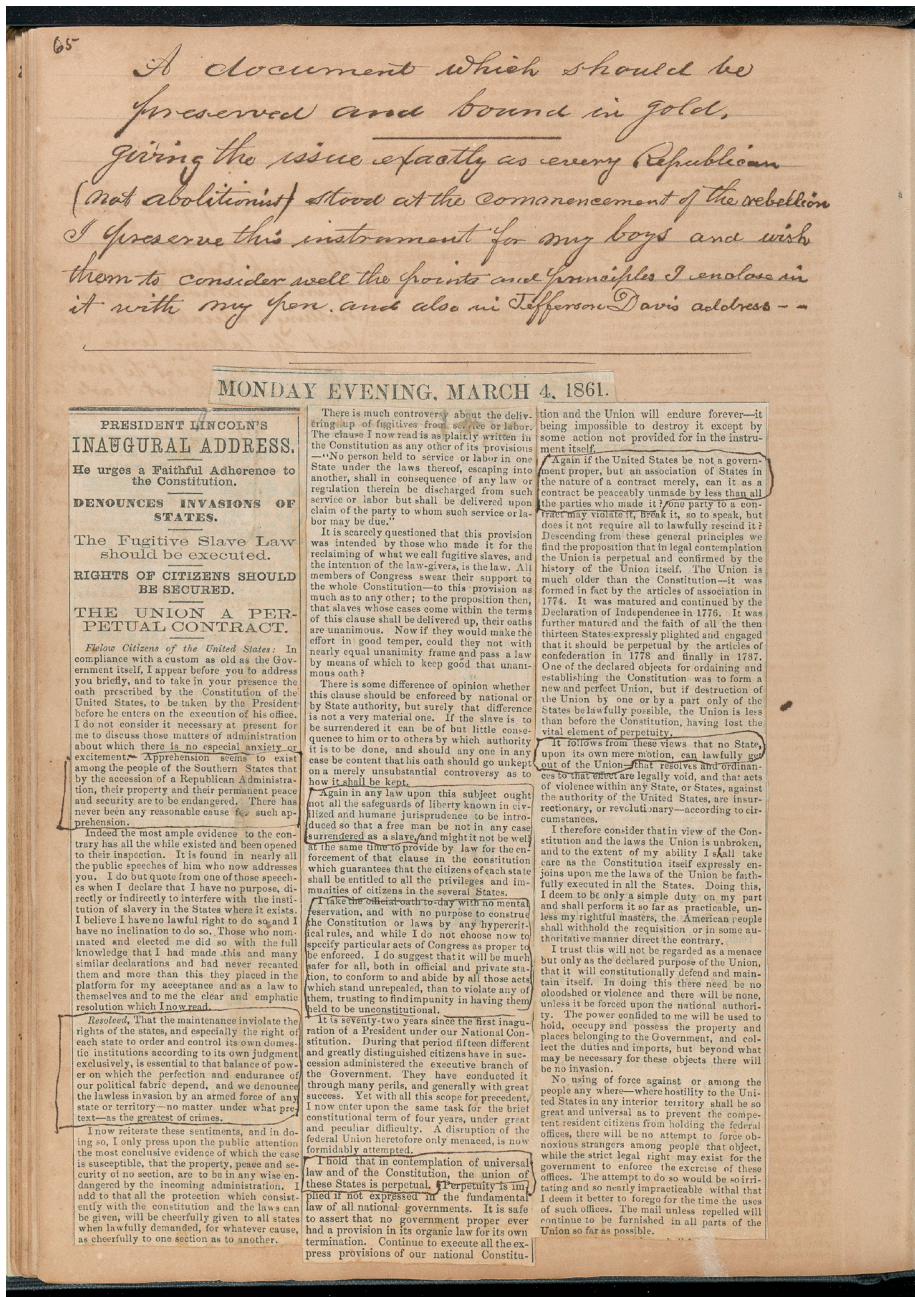 65
A document which should be
preserved and bound in gold.
giving the issue exactly as every Republican
(not abolitionist) stood at the commencement of the rebellion
I preserve this instrument for my boys and wish
them to consider well the points and principles I enclose in
it with my pen. and also in Jefferson Davis address--
MONDAY EVENING, MARCH 4, 1861.
PRESIDENT LINCOLN'S
INAUGURAL ADDRESS.
He urges a Faithful Adherence to
the Constitution.
DENOUNCES INVASIONS OF
STATES.
The Fugitive Slave Law
should be executed.
RIGHTS OF CITIZENS SHOULD
BE SECURED.
THE UNION A PER-
PETUAL CONTRACT.
Fellow Citizens of the United States: In
compliance with a custom as old as the Gov-
ernment itself, I appear before you to address
you briefly, and to take in your presence the
oath prescribed by the Constitution of the
United States, to be taken by the President
before he enters on the execution of his office.
I do not consider it necessary at present for
me to discuss those matters of administration
about which there is no especial anxiety or
excitement. Apprehension seems to exist
among the people of the Southern States that
by the accession of a Republican Administra-
tion, their property and their permanent peace
and security are to be endangered. There has
never been any reasonable cause for such ap-
prehension.
Indeed the most ample evidence to the con-
trary has all the while existed and been opened
to their inspection. It is found in nearly all
the public speeches of him who now addresses
you. I do but quote from one of those speech-
es when I declare that I have no purpose, di-
rectly or indirectly to interfere with the insti-
tution of slavery in the States where it exists.
believe I have no lawful right to do so, and I
have no inclination to do so. Those who nom-
inated and elected me did so with the full
knowledge that I had made this and many
similar declarations and had never recanted
them and more than this they placed in the
platform for my acceptance and as a law to
themselves and to me the clear and emphatic
resolution which I now read.
Resolved, That the maintenance inviolate the
rights of the states, and especially the right of
each state to order and control its own domes-
tic institutions according to its own judgment
exclusively, is essential to that balance of pow-
er on which the perfection and endurance of
our political fabric depend, and we denounce
the lawless invasion by an armed force of any
state or territory—no matter under what pre
text—as the greatest of crimes.
I now reiterate these sentiments, and in do-
ing so, I only press upon the public attention
the most conclusive evidence of which the case
is susceptible, that the property, peace and se-
curity of no section, are to be in any wise en-
dangered by the incoming administration. I
add to that all the protection which consist-
ently with the constitution and the laws can
be given, will be cheerfully given to all states
when lawfully demanded, for whatever cause,
as cheerfully to one section as to another.
There is much controversy about the deliv-
ering up of fugitives from service or labor.
The clause I now read is as plainly written in
the Constitution as any other of its provisions
—"No person held to service or labor in one
State under the laws thereof, escaping into
another, shall in consequence of any law or
regulation therein be discharged from such
service or labor but shall be delivered upon
claim of the party to whom such service or la-
bor may be due."
It is scarcely questioned that this provision
was intended by those who made it for the
reclaiming of what we call fugitive slaves, and
the intention of the law-givers, is the law. All
members of Congress swear their support to
the whole Constitution—to this provision as
much as to any other; to the proposition then,
that slaves whose cases come within the terms
of this clause shall be delivered up, their oaths
are unanimous. Now if they would make the
effort in good temper, could they not with
nearly equal unanimity frame and pass a law
by means of which to keep good that unani-
mous oath?
There is some difference of opinion whether
this clause should be enforced by national or
by State authority, but surely that difference
is not a very material one. If the slave is to
be surrendered it can be of but little conse-
quence to him or to others by which authority
it is to be done, and should any one in any
case be content that his oath should go unkept
on a merely unsubstantial controversy as to
how it shall be kept.
Again in any law upon this subject ought
not all the safeguards of liberty known in civ-
ilized and humane jurisprudence to be intro-
duced so that a free man be not in any case
surrendered as a slave, and might it not be well
at the same time to provide by law for the en-
forcement of that clause in the constitution
which guarantees that the citizens of each state
shall be entitled to all the privileges and im-
munities of citizens in the several States.
I take the official oath to-day with no mental
reservation, and with no purpose to construe
the Constitution or laws by any hypercrit-
ical rules, and while I do not choose now to
specify particular acts of Congress as proper to
be enforced. I do suggest that it will be much
safer for all, both in official and private sta-
tion, to conform to and abide by all those acts
which stand unrepealed, than to violate any of
them, trusting to find impunity in having them
held to be unconstitutional.
It is seventy-two years since the first inagu-
ration of a President under our National Con-
stitution. During that period fifteen different
and greatly distinguished citizens have in suc-
cession administered the executive branch of
the Government. They have conducted it
through many perils, and generally with great
success. Yet with all this scope for precedent,
I now enter upon the same task for the brief
constitutional term of four years, under great
and peculiar difficulty. A disruption of the
federal Union heretofore only menaced, is now
formidably attempted.
I hold that in contemplation of universal
law and of the Constitution, the union of
these States is perpetual. Perpetuity is im
plied if not expressed in the fundamental
law of all national governments. It is safe
to assert that no government proper ever
had a provision in its organic law for its own
termination. Continue to execute all the ex-
press provisions of our national Constitu-
tion and the Union will endure forever—it
being impossible to destroy it except by
some action not provided for in the instru-
ment itself.
Again if the United States be not a govern-
ment proper, but an association of States in
the nature of a contract merely, can it as a
contract be peaceably unmade by less than all
the parties who made it? one party to a con-
tract may violate it, break it, so to speak, but
does it not require all to lawfully rescind it?
Descending from these general principles we
find the proposition that in legal contemplation
the Union is perpetual and confirmed by the
history of the Union itself. The Union is
much older than the Constitution—it was
formed in fact by the articles of association in
1774. It was matured and continued by the
Declaration of Independence in 1776. It was
further matured and the faith of all the then
thirteen States expressly plighted and engaged
that it should be perpetual by the articles of
confederation in 1778 and finally in 1787.
One of the declared objects for ordaining and
establishing the Constitution was to form a
new and perfect Union, but if destruction of
the Union by one or by a part only of the
States be lawfully possible, the Union is less
than before the Constitution, having lost the
vital element of perpetuity.
It follows from these views that no State,
upon its own mere motion, can lawfully get
out of the Union—that resolves and ordinan-
ces to that effect are legally void, and that acts
of violence within any State, or States, against
the authority of the United States, are insur-
rectionary, or revolutionary—according to cir-
cumstances.
I therefore consider that in view of the Con-
stitution and the laws the Union is unbroken,
and to the extent of my ability I shall take
care as the Constitution itself expressly en-
joins upon me the laws of the Union be faith-
fully executed in all the States. Doing this,
I deem to be only a simple duty on my part
and shall perform it so far as practicable, un-
less my rightful masters, the American people
shall withhold the requisition or in some au-
thoritative manner direct the contrary.
I trust this will not be regarded as a menace
but only as the declared purpose of the Union,
that it will constitutionally defend and main-
tain itself. In doing this there need be no
bloodshed or violence and there will be none,
unless it be forced upon the national authori-
ty. The power confided to me will be used to
hold, occupy and possess the property and
places belonging to the Government, and col-
lect the duties and imports, but beyond what
may be necessary for these objects there will
be no invasion.
No using of force against or among the
people any where—where hostility to the Uni-
ted States in any interior territory shall be so
great and universal as to prevent the compe-
tent resident citizens from holding the federal
offices, there will be no attempt to force ob-
noxious strangers among people that object,
while the strict legal right may exist for the
government to enforce the exercise of these
offices. The attempt to do so would be so irri-
tating and so nearly impracticable withal that
I deem it better to forego for the time the uses
of such offices. The mail unless repelled will
continue to be furnished in all parts of the
Union so far as possible.